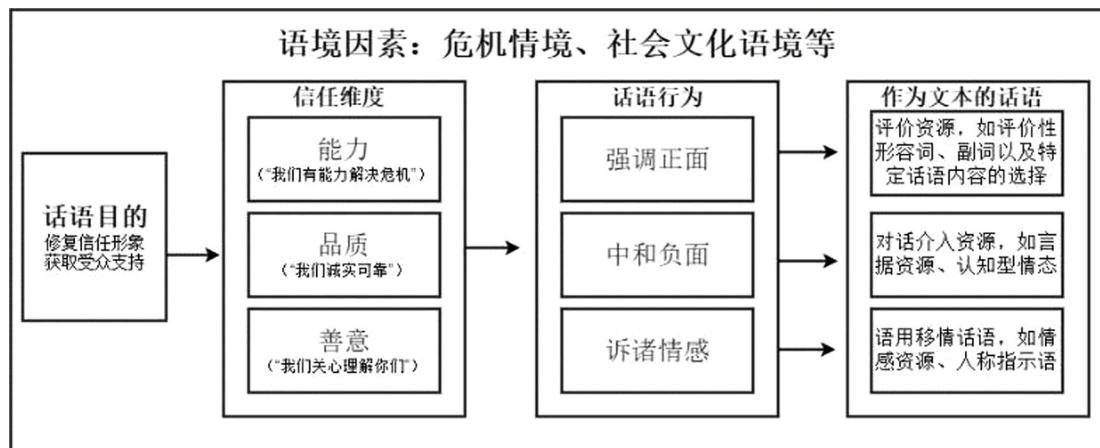 语境因素：危机情境、社会文化语境等
话语目的
修复信任形象
获取受众支持
信任维度
能力
（“我们有能力解决危机”）
品质
（“我们诚实可靠”）
善意
（“我们关心理解你们”）
话语行为
强调正面
中和负面
诉诸情感
作为文本的话语
评价资源，如评价性
形容词、副词以及特
定话语内容的选择
对话介入资源，如言
据资源、认知型情态
语用移情话语，如情
感资源、人称指示语